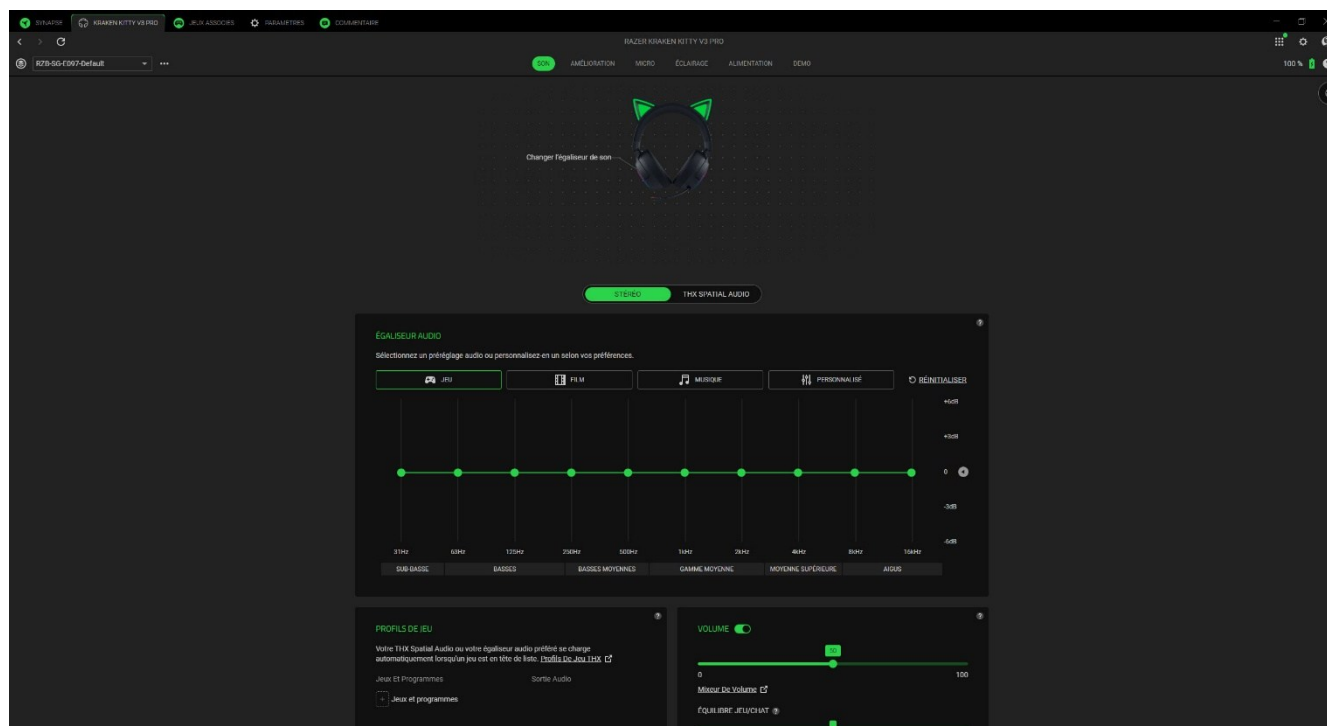 SYNAPSE
KRAKEN KITTY V3 PRO
JEUX ASSOCIÉS
PARAMÈTRES
COMMENTAIRE
RAZER KRAKEN KITTY V3 PRO
RZB-SG-E097-Default
SON
AMÉLIORATION
MICRO
ÉCLAIRAGE
ALIMENTATION
DEMO
100 %
Changer l'égaliseur de son
STÉRÉO
THX SPATIAL AUDIO
ÉGALISEUR AUDIO
Sélectionnez un préréglage audio ou personnalisez-en un selon vos préférences.
JEU
FILM
MUSIQUE
PERSONNALISÉ
RÉINITIALISER
+6dB
+3dB
0
-3dB
-6dB
31Hz
63Hz
125Hz
250Hz
500Hz
1kHz
2kHz
4kHz
8kHz
16kHz
SUB-BASSE
BASSES
BASSES MOYENNES
GAMME MOYENNE
MOYENNE SUPÉRIEURE
AIGUS
PROFILS DE JEU
Votre THX Spatial Audio ou votre égaliseur audio préféré se charge
automatiquement lorsqu'un jeu est en tête de liste. Profils De Jeu THX
Jeux Et Programmes
Sortie Audio
+ Jeux et programmes
VOLUME
50
0
100
Mixeur De Volume
ÉQUILIBRE JEU/CHAT